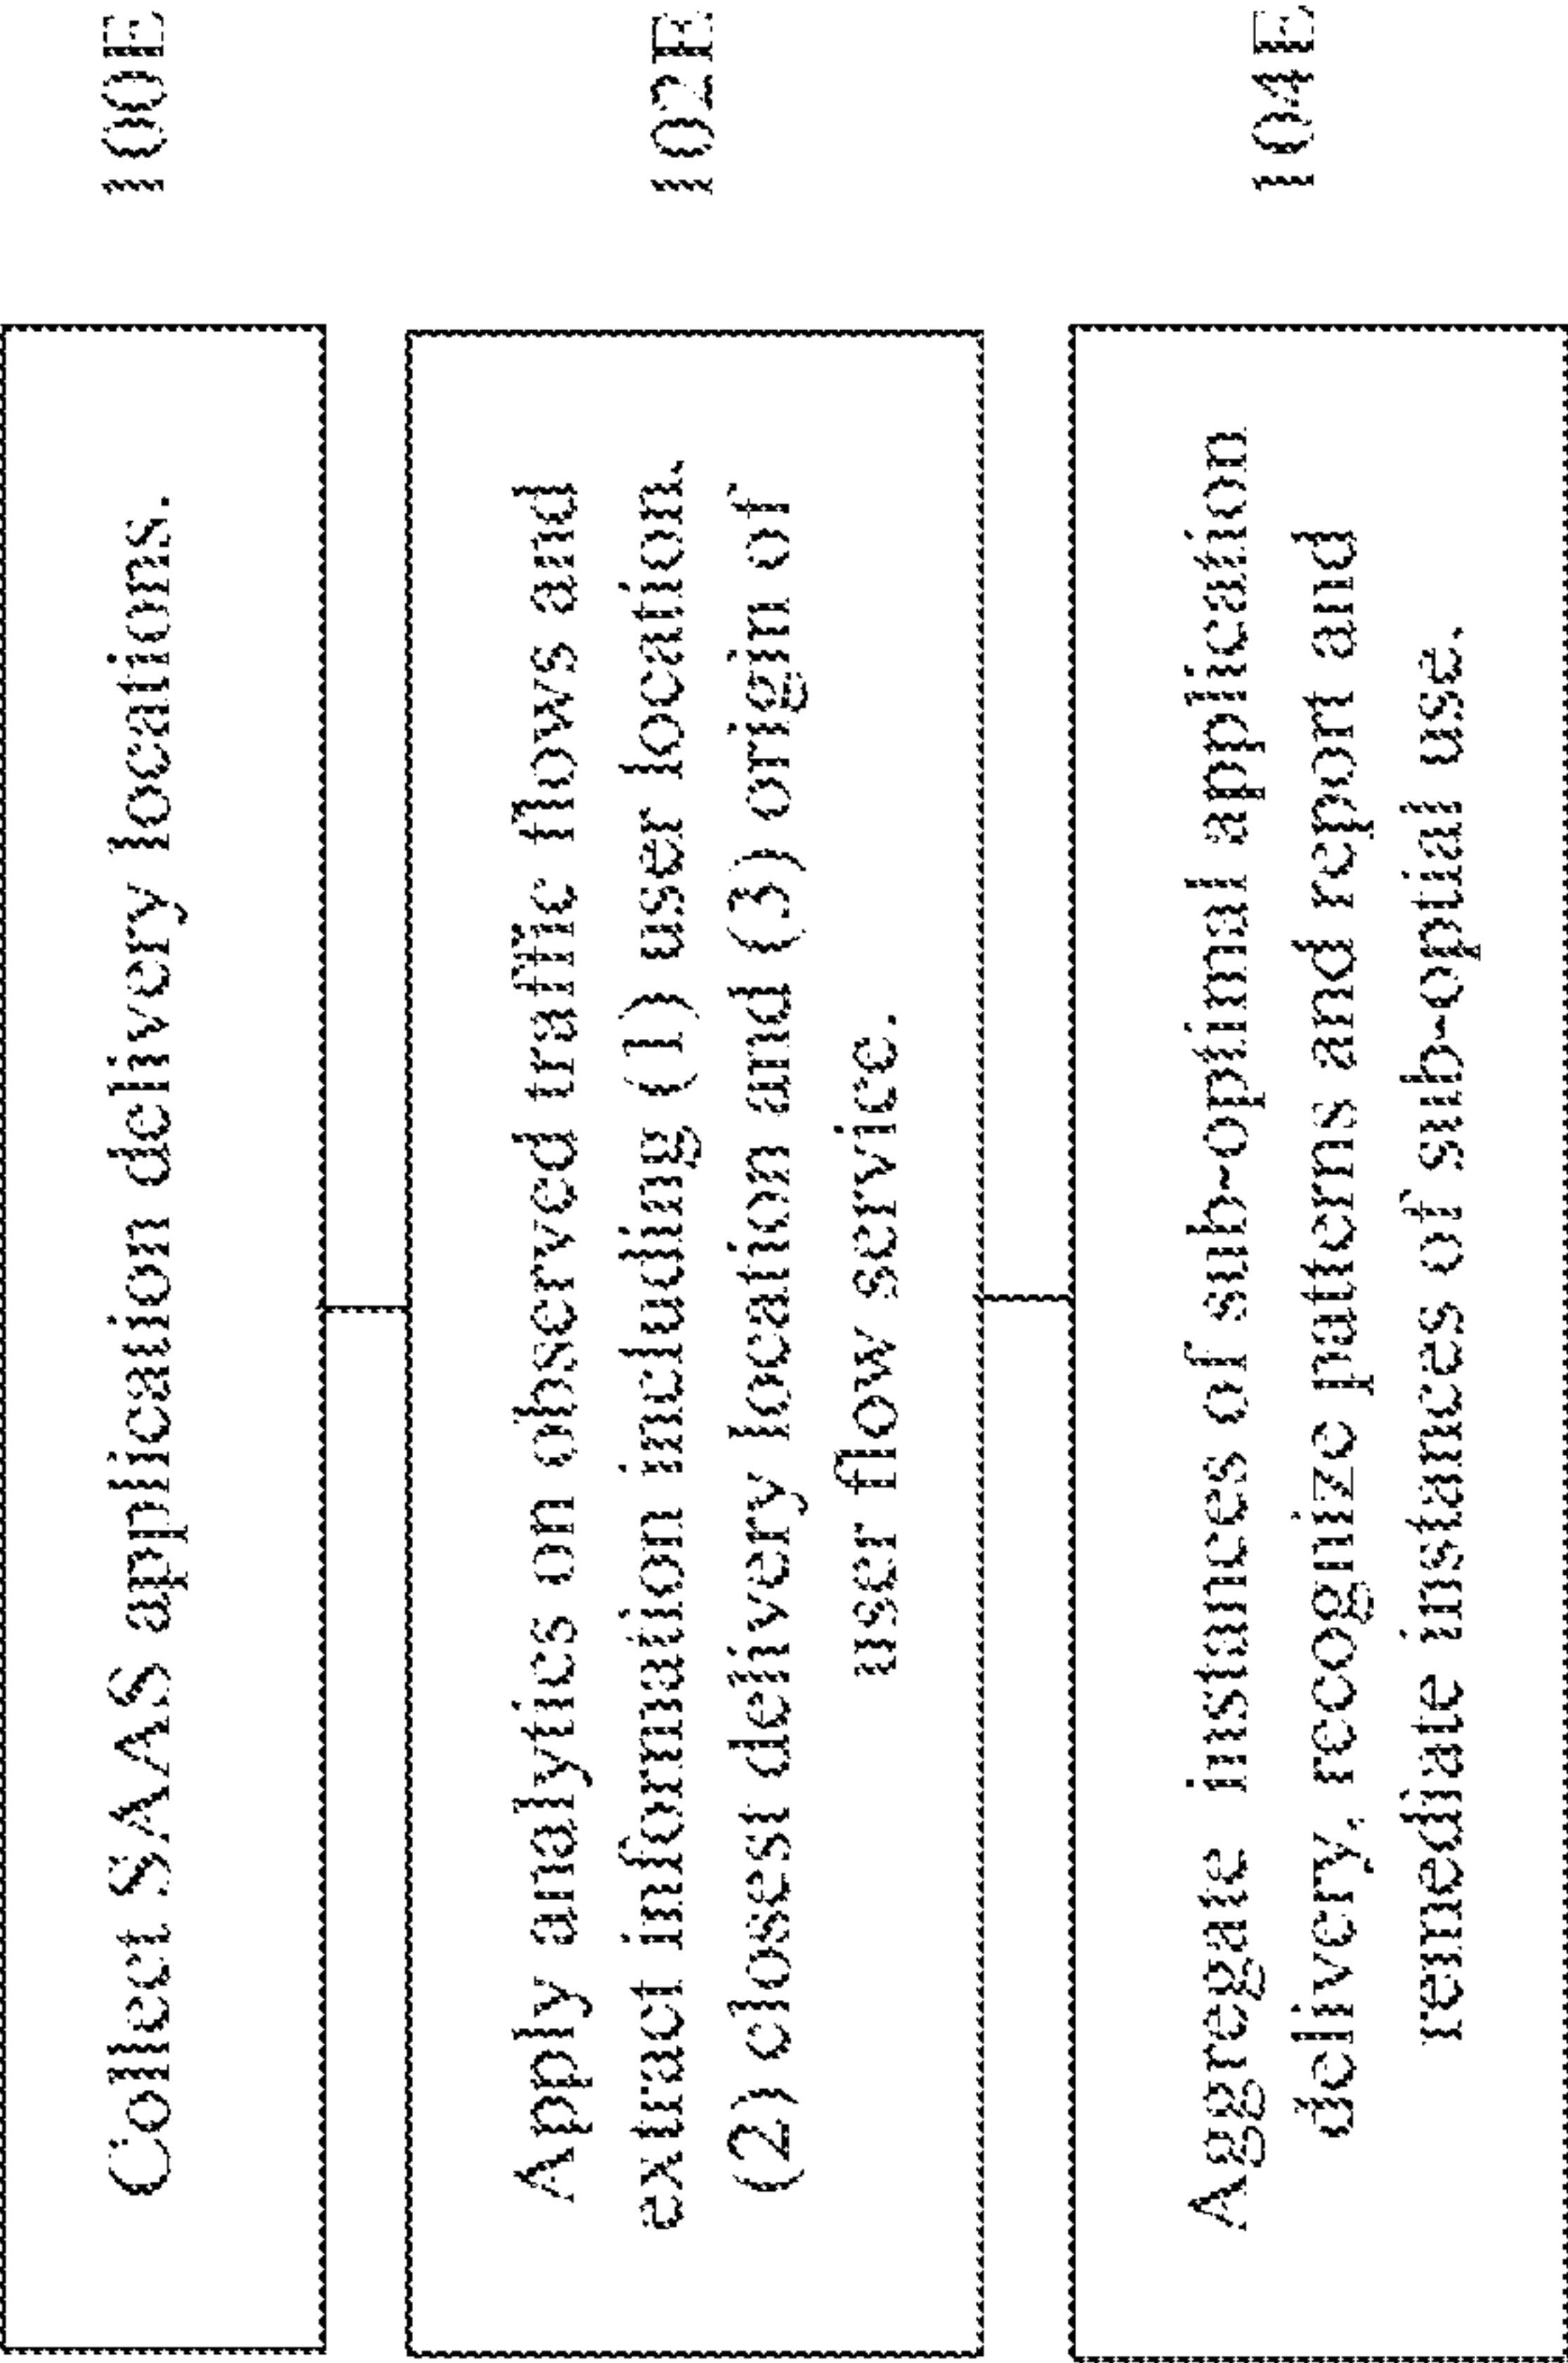 Collect SAAS application delivery locations.
100E
Apply analytics on observed traffic flows and
extract information including (1) user location,
(2) closest delivery location and (3) origin of
user flow service.
102E
Aggregate instances of sub-optimal application
delivery, recognize patterns and report and
remediate instances of sub-optial use.
104E